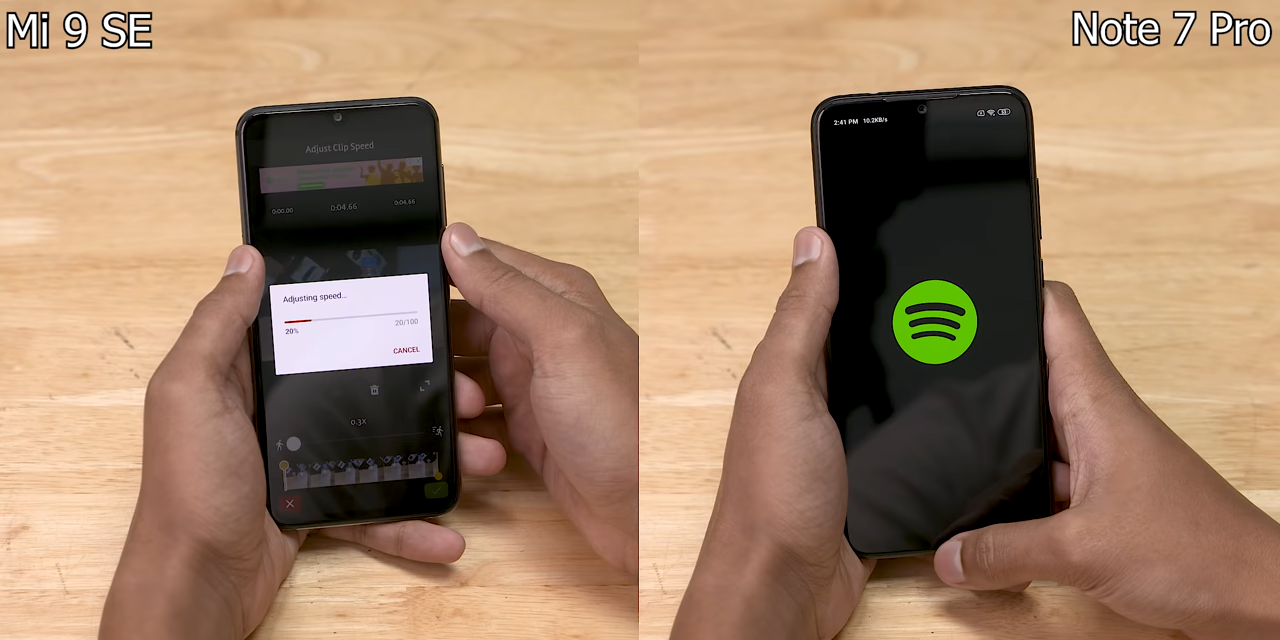 Mi 9 SE
Adjust Clip Speed
0:00.00
0:04.66
0:04.66
Adjusting speed...
20%
20/100
CANCEL
0.3X
Note 7 Pro
2:41 PM 10.2KB/s